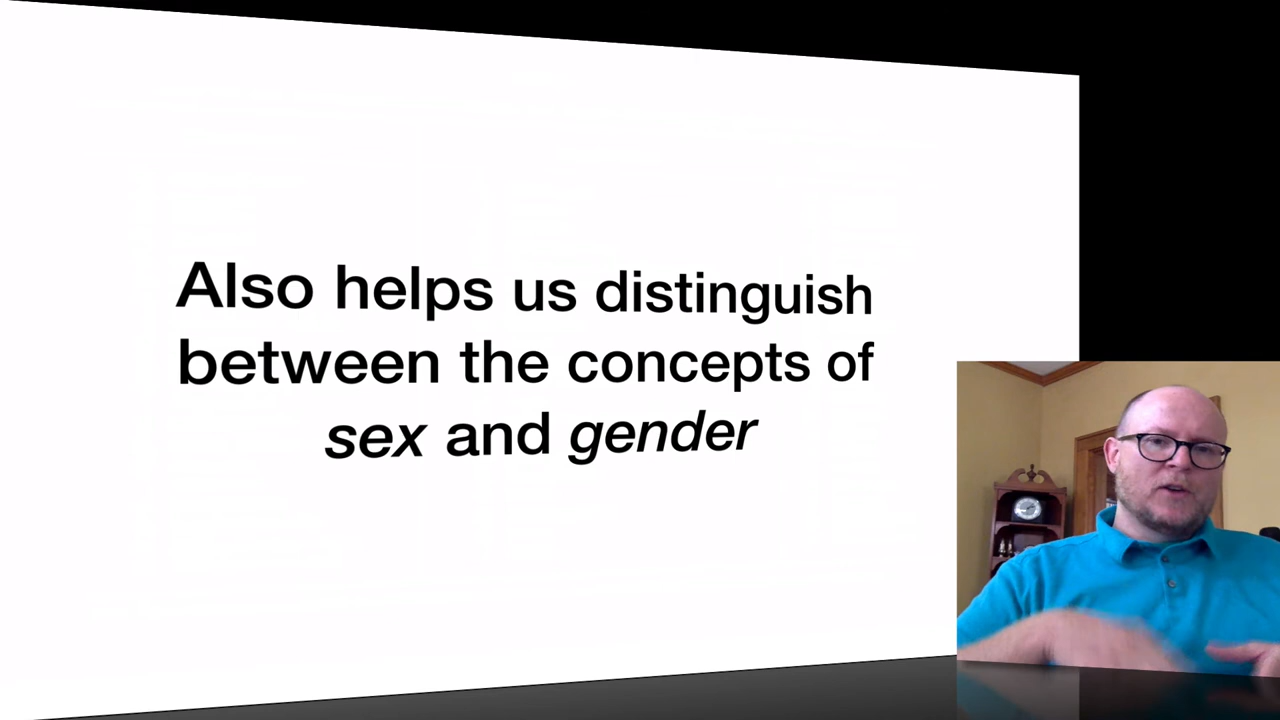 Also helps us distinguish
between the concepts of
sex and gender